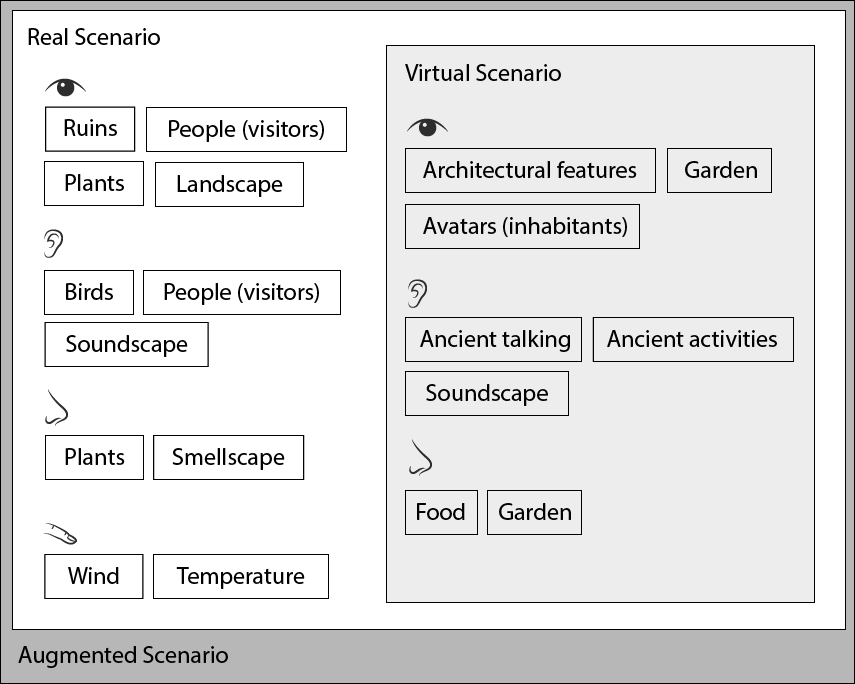 Real Scenario
Ruins
People (visitors)
Plants
Landscape
Birds
People (visitors)
Soundscape
Plants
Smellscape
Wind
Temperature
Virtual Scenario
Architectural features
Garden
Avatars (inhabitants)
Ancient talking
Ancient activities
Soundscape
Food
Garden
Augmented Scenario